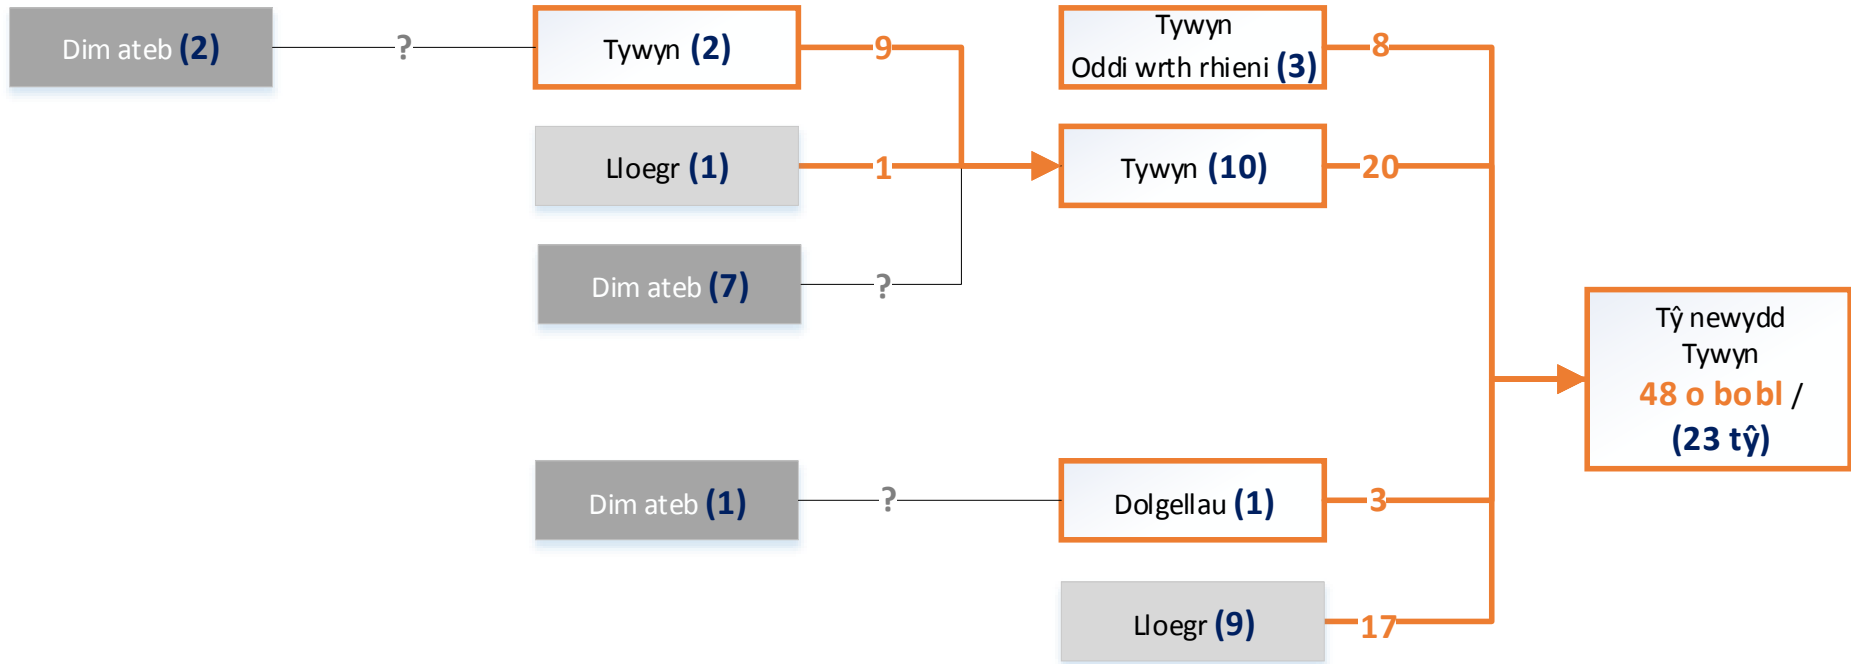 Dim ateb (2)
?
Tywyn (2)
9
Tywyn
Oddi wrth rhieni (3)
8
Lloegr (1)
1
Tywyn (10)
20
Dim ateb (7)
?
Tŷ newydd
Tywyn
48 o bobl /
(23 tŷ)
Dim ateb (1)
?
Dolgellau (1)
3
Lloegr (9)
17